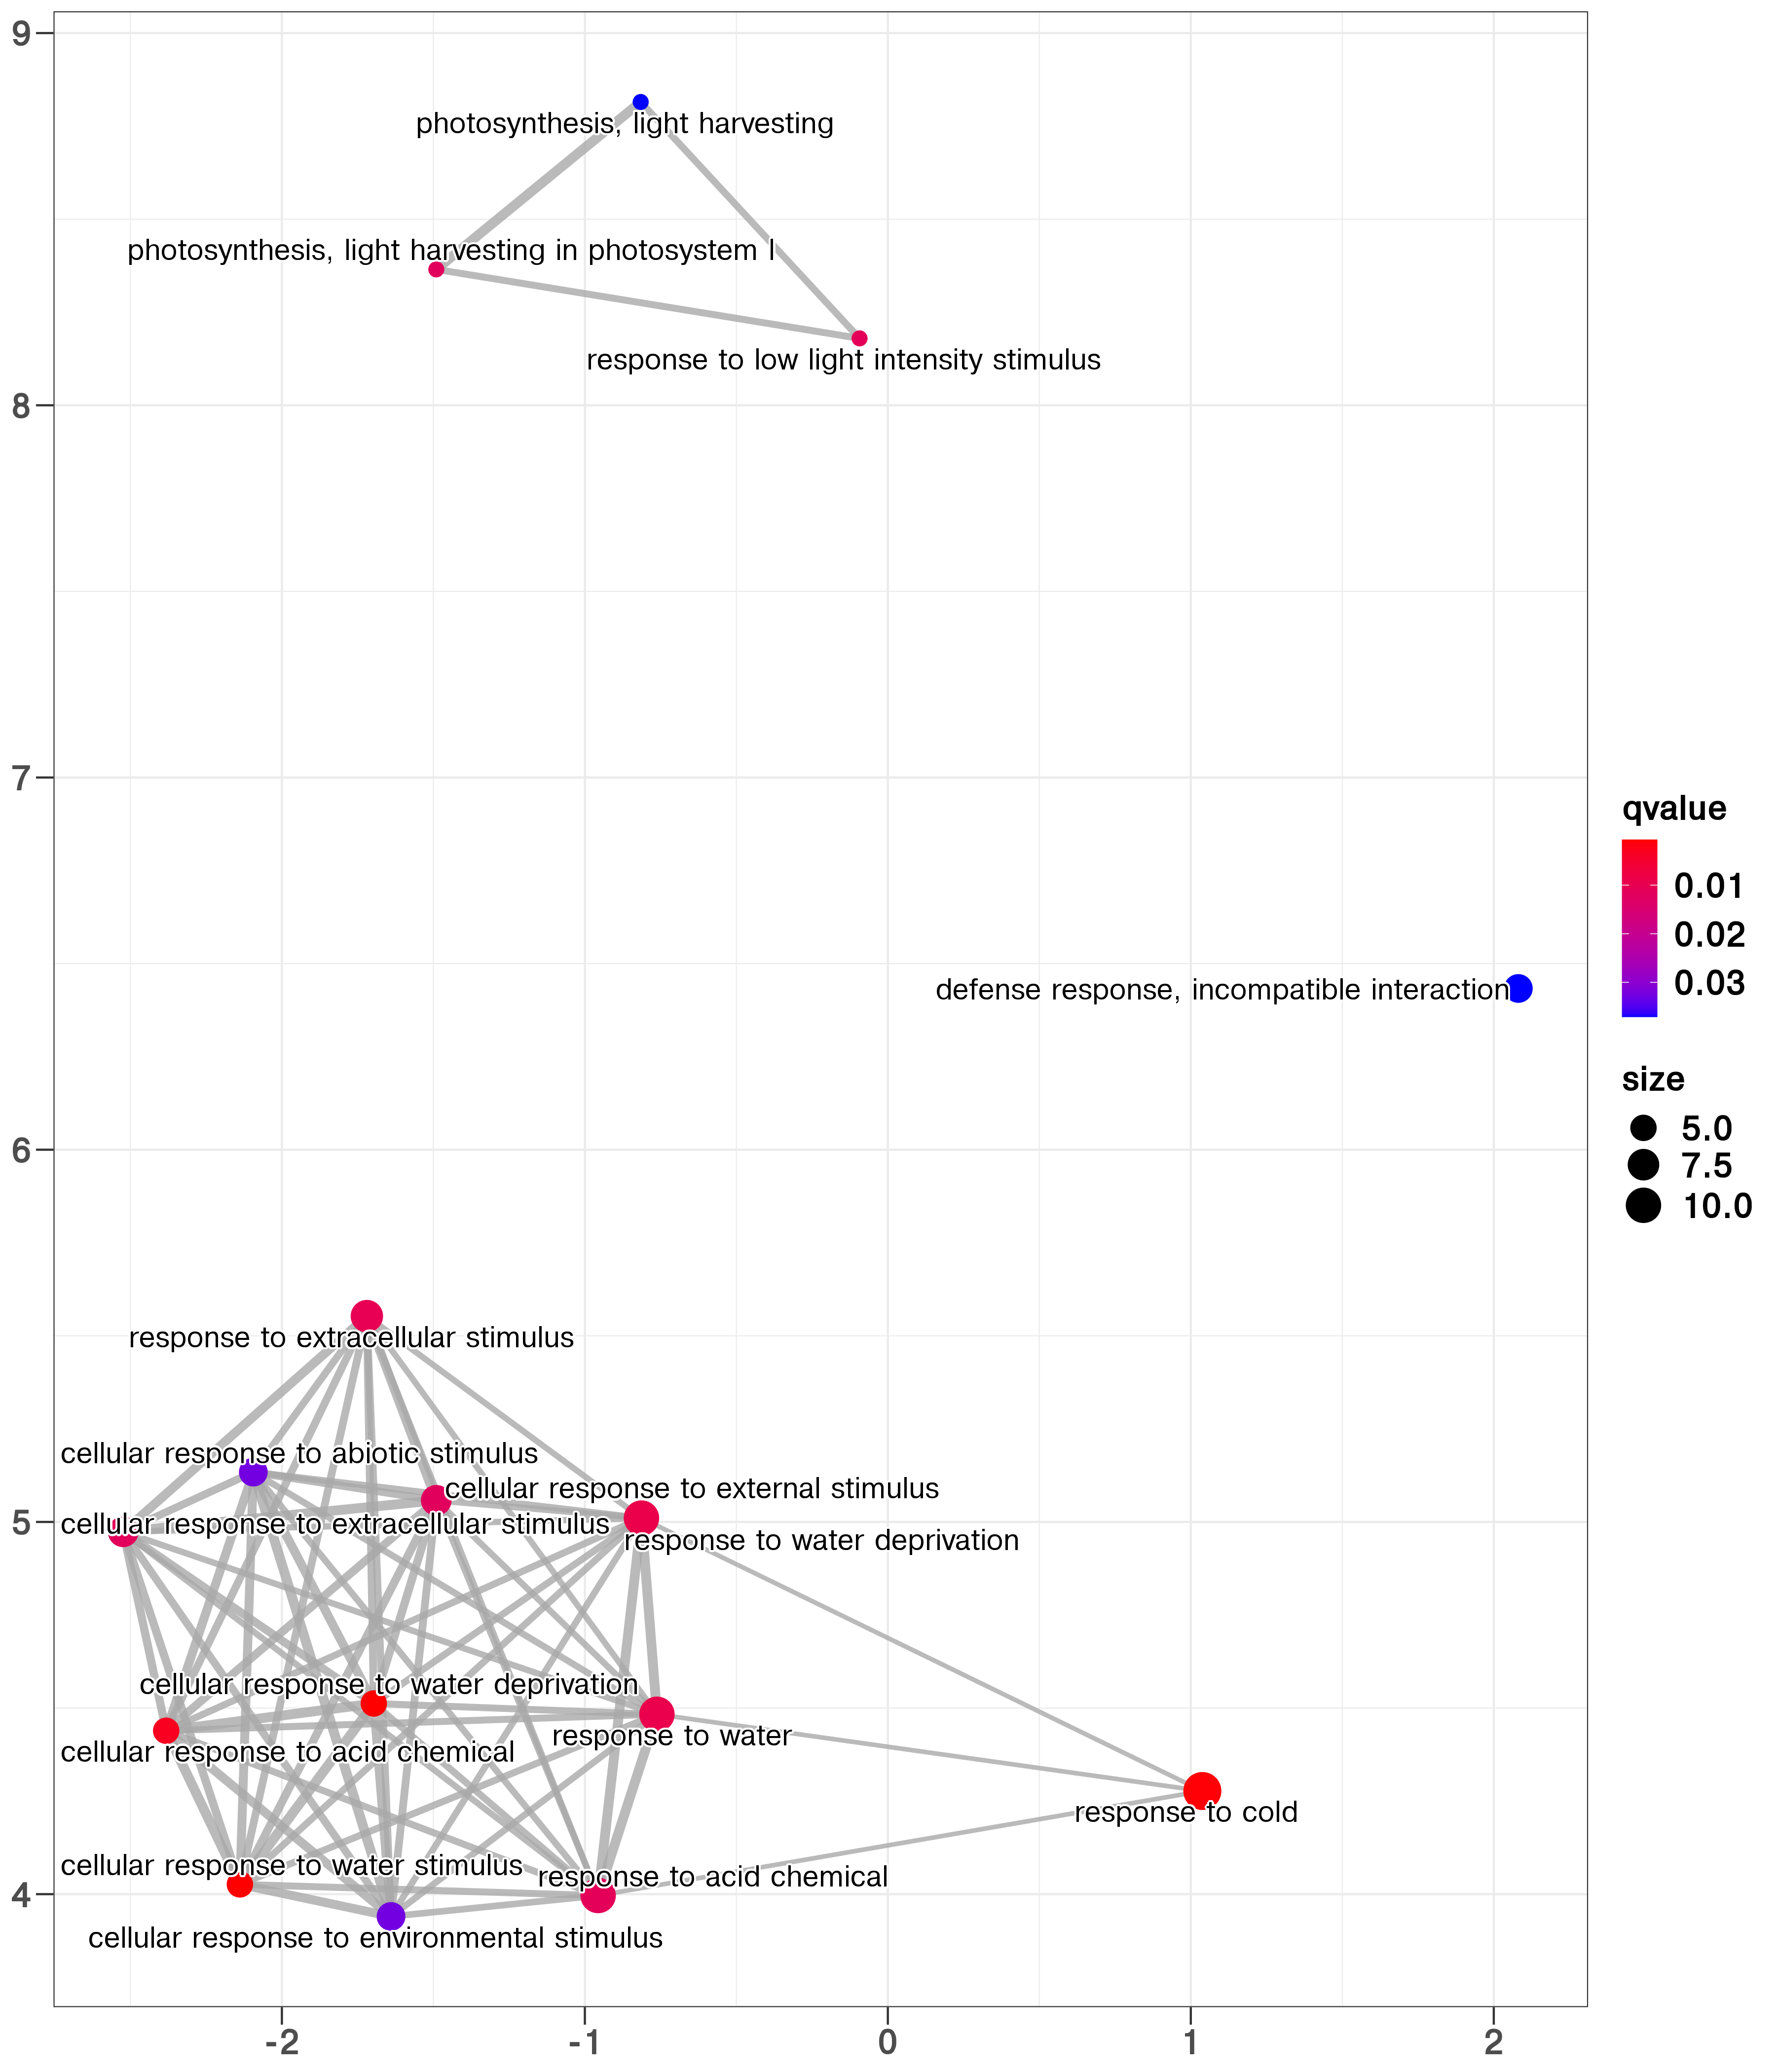 9
photosynthesis, light harvesting
photosynthesis, light harvesting in photosystem I
response to low light intensity stimulus
8
7
defense response, incompatible interaction
6
response to extracellular stimulus
cellular response to abiotic stimulus
cellular response to external stimulus
5
cellular response to extracellular stimulus
response to water deprivation
cellular response to water deprivation
response to water
cellular response to acid chemical
response to cold
cellular response to water stimulus
response to acid chemical
4
cellular response to environmental stimulus
-2
-1
0
1
2
qvalue
0.01
0.02
0.03
size
5.0
7.5
10.0